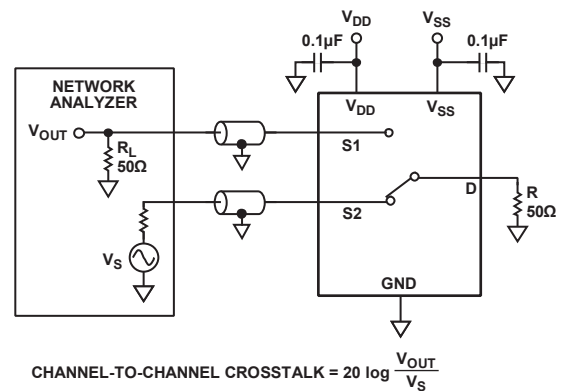 VDD
VSS
0.1µF
0.1µF
NETWORK
ANALYZER
VDD
VSS
VOUT
S1
RL
50Ω
D
R
50Ω
S2
VS
GND
CHANNEL-TO-CHANNEL CROSSTALK = 20 log VOUT
VS